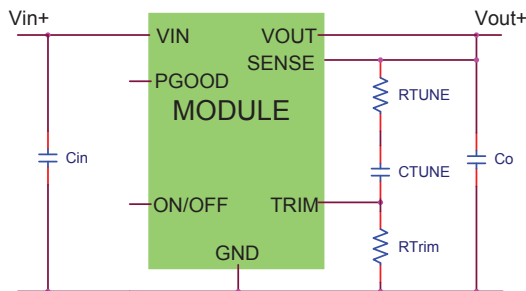 Vin+
Vout+
VIN
VOUT
SENSE
PGOOD
MODULE
RTUNE
Cin
CTUNE
Co
ON/OFF
TRIM
GND
RTrim